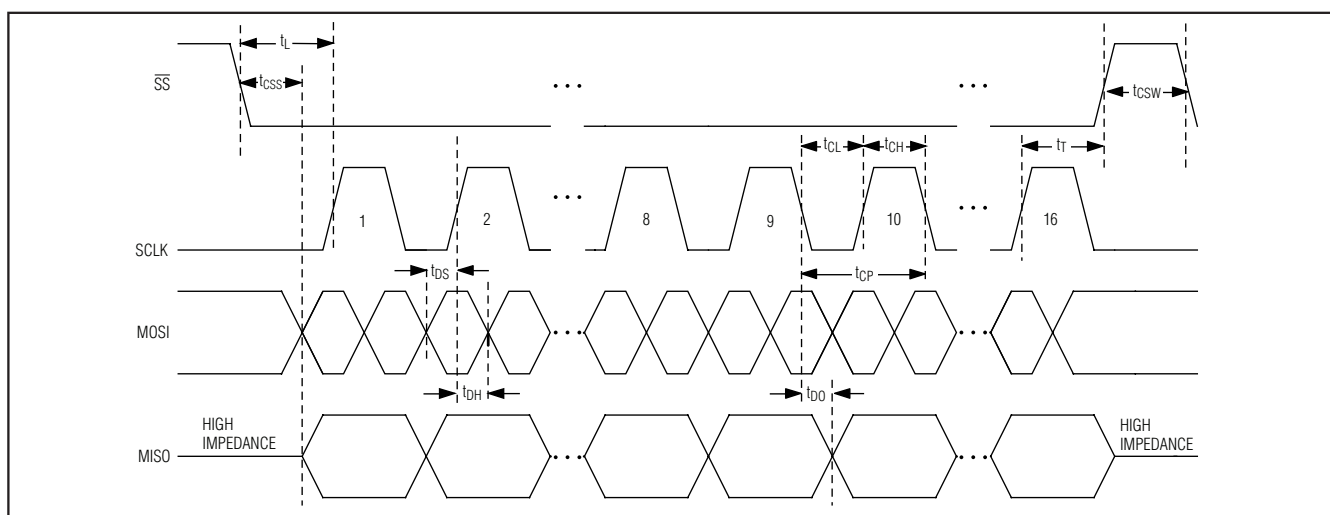 tL
SS
tCSS
• • •
• • •
tCSW
tCL
tCH
tT
SCLK
1
2
• • •
8
9
10
• • •
16
tDS
tCP
MOSI
• • •
• • •
tDH
tDO
HIGH
IMPEDANCE
MISO
• • •
• • •
HIGH
IMPEDANCE